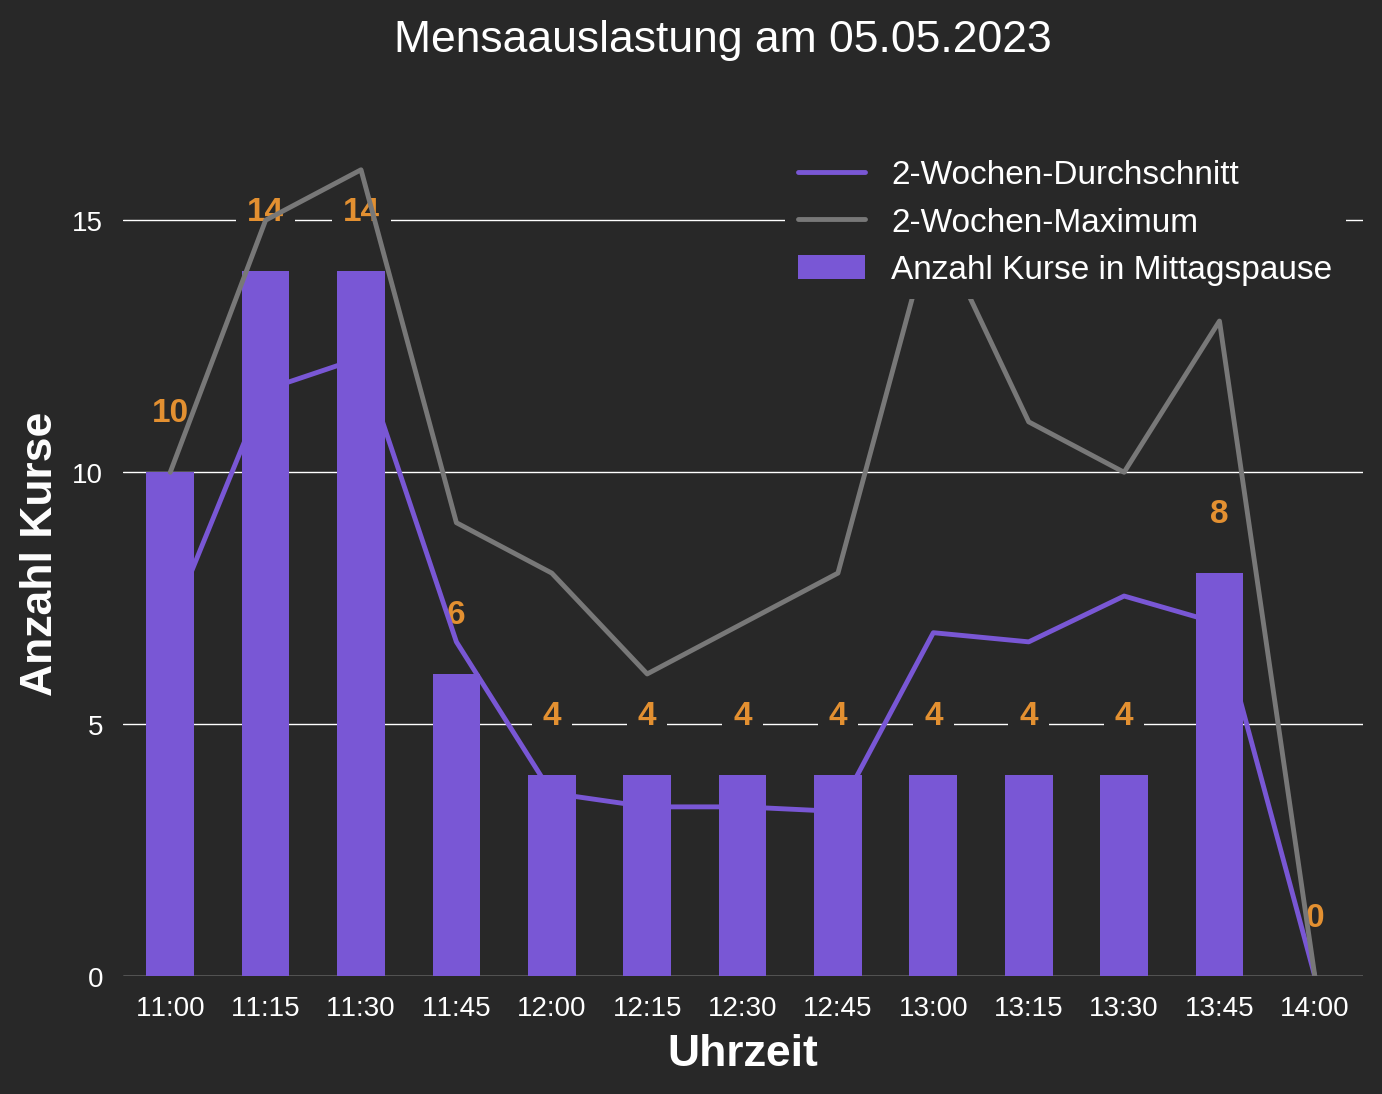 Mensaauslastung am 05.05.2023
2-Wochen-Durchschnitt
2-Wochen-Maximum
Anzahl Kurse in Mittagspause
Anzahl Kurse
15
10
5
0
10
14
14
6
4
4
4
4
4
4
4
8
0
11:00 11:15 11:30 11:45 12:00 12:15 12:30 12:45 13:00 13:15 13:30 13:45 14:00
Uhrzeit